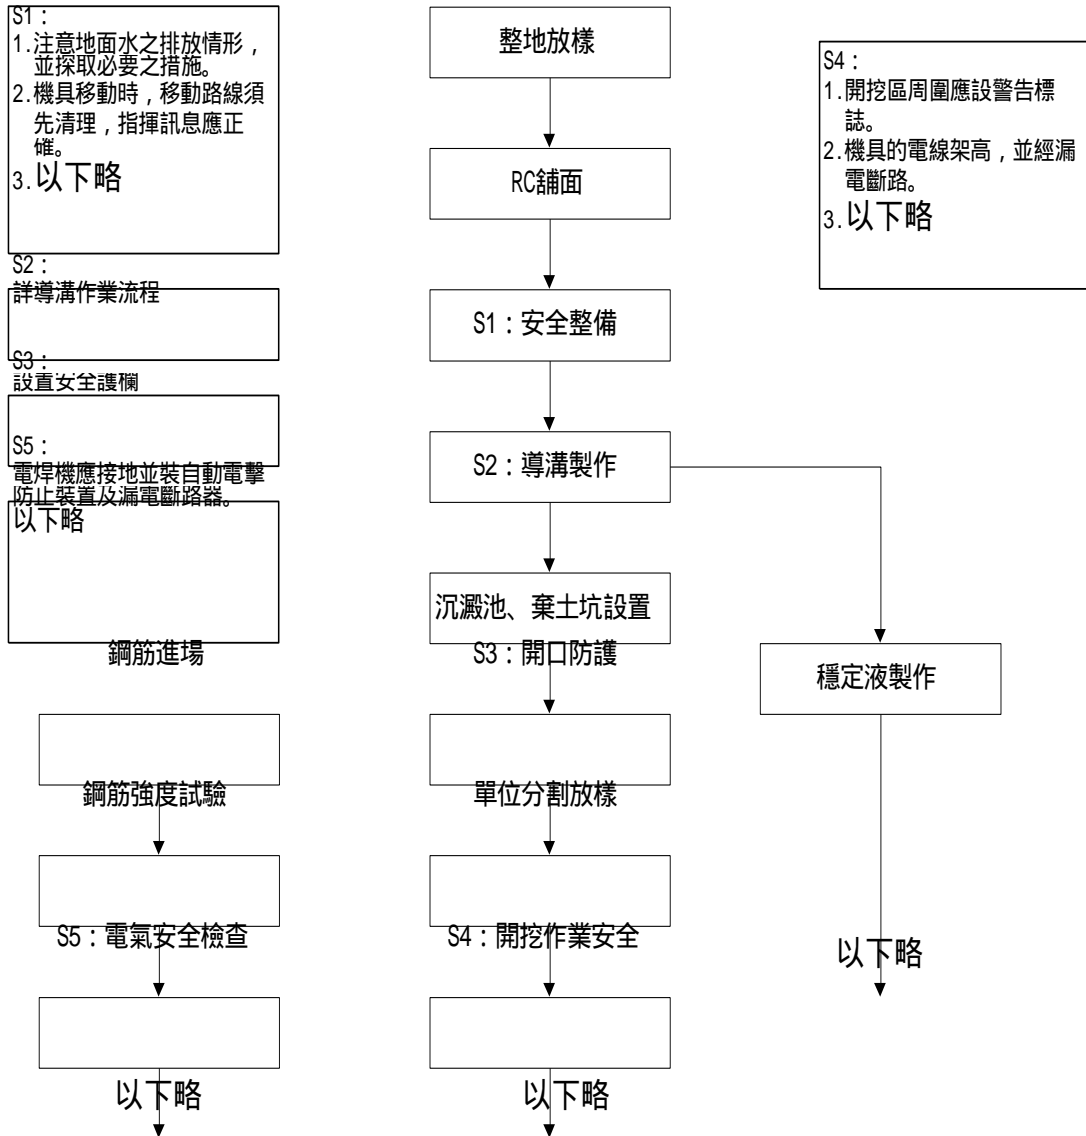 S1：
1.注意地面水之排放情形，
並採取必要之措施。
2.機具移動時，移動路線須
先清理，指揮訊息應正
確。
3.以下略
S2：
詳導溝作業流程
S3：
設置安全護欄
S5：
電焊機應接地並裝自動電擊
防止裝置及漏電斷路器。
以下略
鋼筋進場
鋼筋強度試驗
S5：電氣安全檢查
以下略
整地放樣
RC舖面
S1：安全整備
S2：導溝製作
沉澱池、棄土坑設置
S3：開口防護
單位分割放樣
S4：開挖作業安全
以下略
S4：
1.開挖區周圍應設警告標
誌。
2.機具的電線架高，並經漏
電斷路。
3.以下略
穩定液製作
以下略